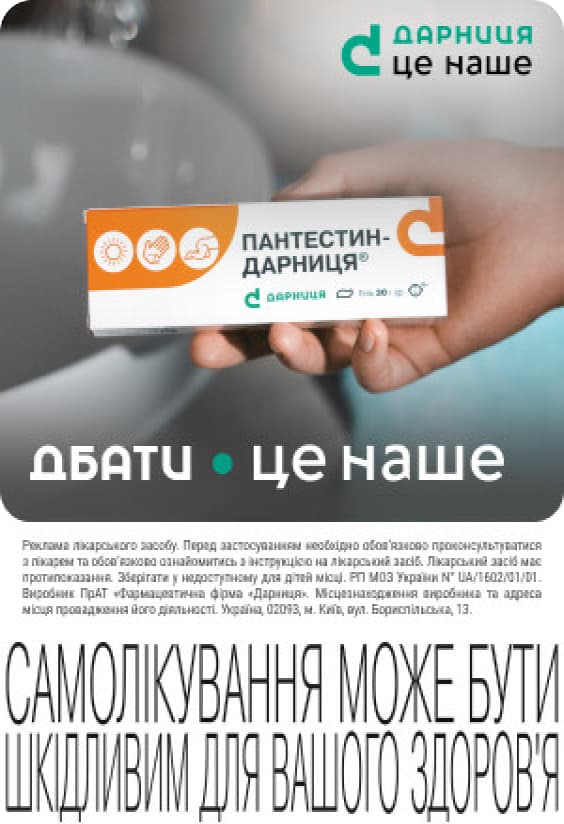 ДАРНИЦЯ
це наше
ПАНТЕСТИН-
ДАРНИЦЯ®
ДАРНИЦЯ
30
ДБАТИ • це наше
Реклама лікарського засобу. Перед застосуванням необхідно обов'язково проконсультуватися
з лікарем та обов'язково ознайомитись з інструкцією на лікарський засіб. Лікарський засіб має
протипоказання. Зберігати у недоступному для дітей місці. РП МОЗ України N° UA/1602/01/01.
Виробник ПрАТ «Фармацевтична фірма «Дарниця». Місцезнаходження виробника та адреса
місця провадження його діяльності. Україна, 02093, м. Київ, вул. Бориспільська, 13.
САМОЛІКУВАННЯ МОЖЕ БУТИ
ШКІДЛИВИМ ДЛЯ ВАШОГО ЗДОРОВ'Я